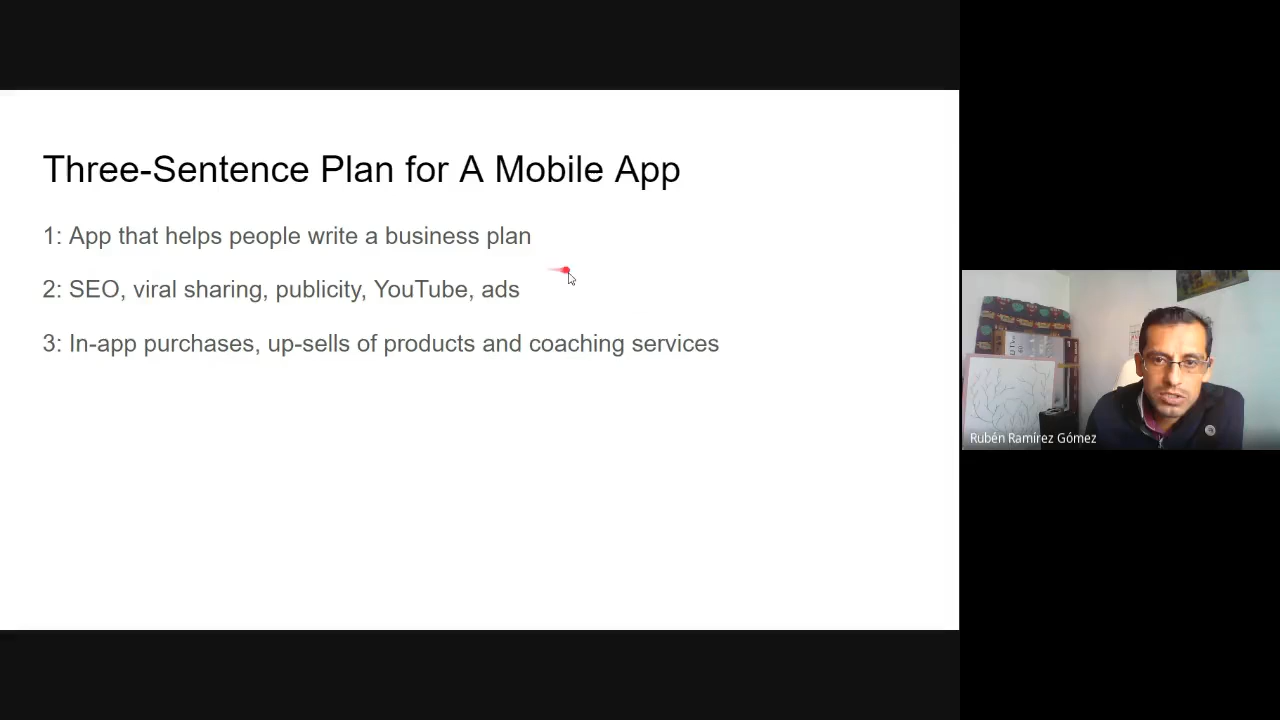 Three-Sentence Plan for A Mobile App
1: App that helps people write a business plan
2: SEO, viral sharing, publicity, YouTube, ads
3: In-app purchases, up-sells of products and coaching services
Rubén Ramírez Gómez